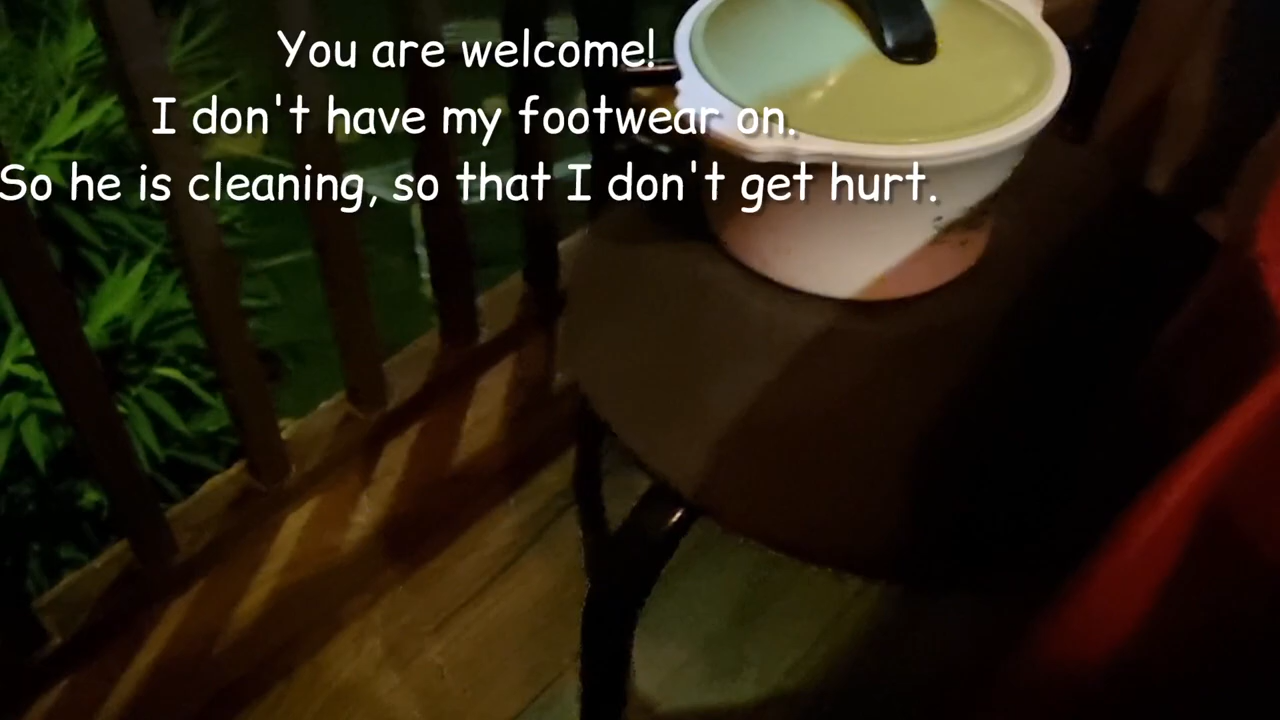 You are welcome!
I don't have my footwear on.
So he is cleaning, so that I don't get hurt.